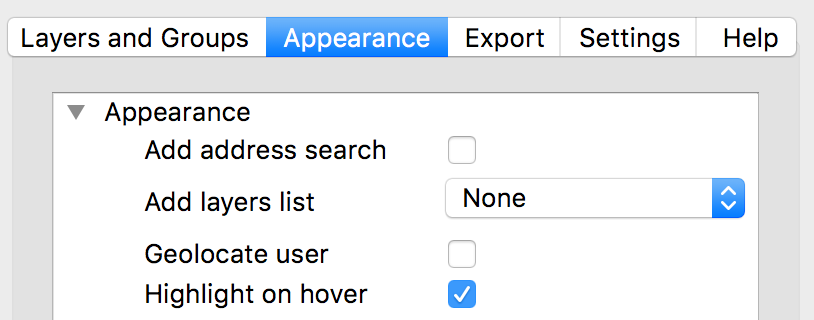 Layers and Groups Appearance Export Settings Help
Appearance
Add address search
Add layers list None
Geolocate user
Highlight on hover